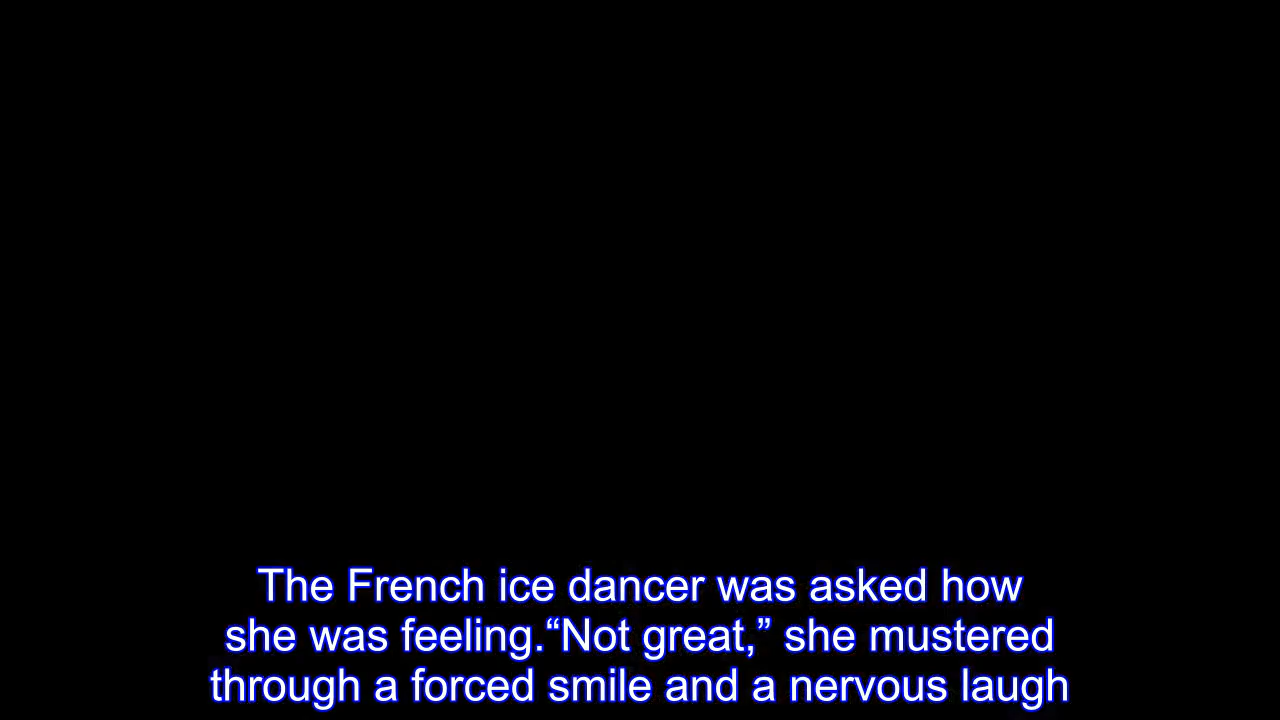 The French ice dancer was asked how
she was feeling.“Not great,” she mustered
through a forced smile and a nervous laugh